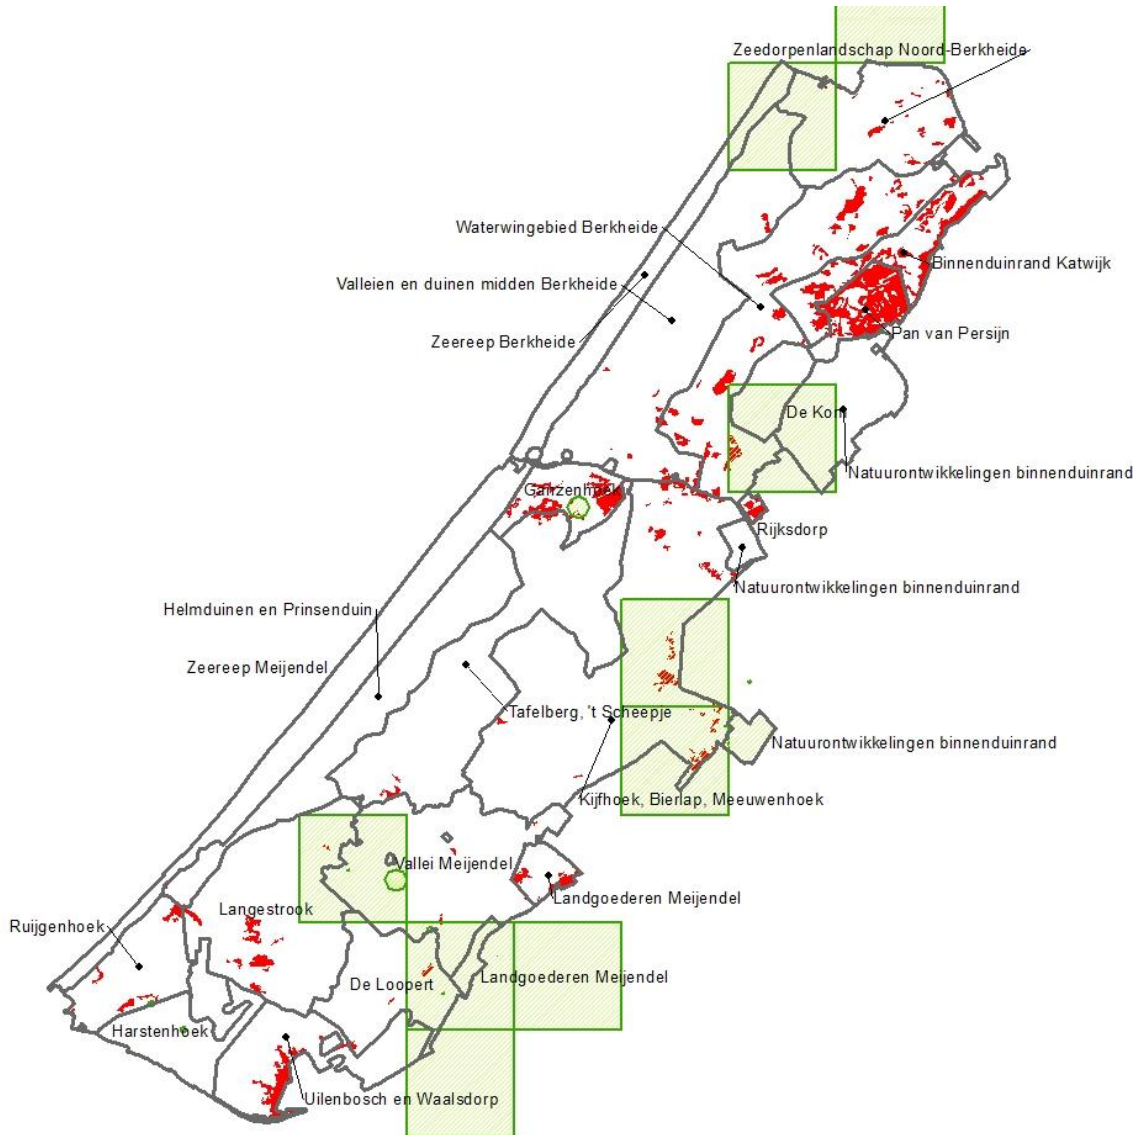 Zeedorpenlandschap Noord-Berkheide
Waterwingebied Berkheide
Binnenduinrand Katwijk
Valleien en duinen midden Berkheide
Pan van Persijn
Zeereep Berkheide
De Kom
Natuurontwikkelingen binnenduinrand
Ganzenhoek
Rijksdorp
Natuurontwikkelingen binnenduinrand
Helmduinen en Prinsenduin
Zeereep Meijendel
Tafelberg, 't Scheepje
Natuurontwikkelingen binnenduinrand
Kijfhoek, Bierlap, Meeuwenhoek
Vallei Meijendel
Landgoederen Meijendel
Langestrook
Ruijgenhoek
Landgoederen Meijendel
De Loopert
Harstenhoek
Uilenbosch en Waalsdorp